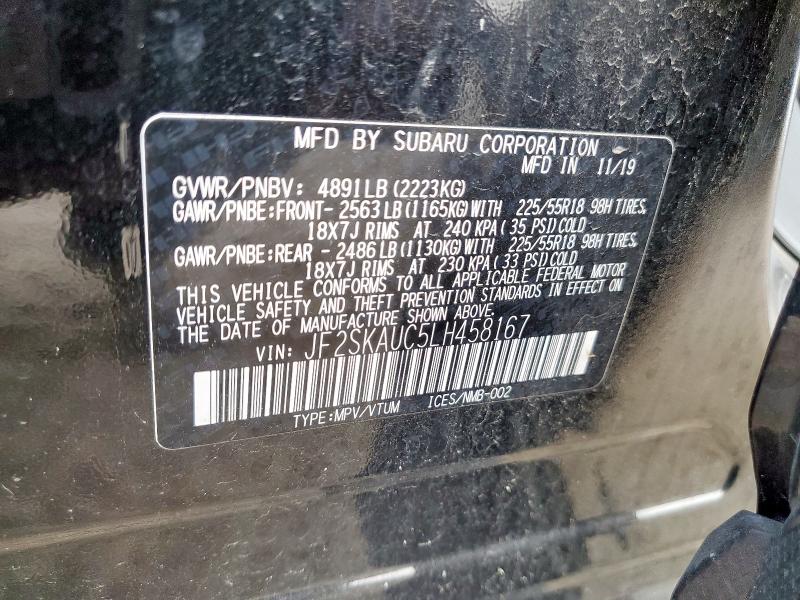 MFD BY SUBARU CORPORATION
MFD IN 11/19
GVWR/PNBV: 4891LB (2223KG)
GAWR/PNBE:FRONT- 2563 LB (1165KG) WITH 225/55R18 98H TIRES,
18X7J RIMS AT 240 KPA ( 35 PSI) COLD
GAWR/PNBE:REAR - 2486 LB (1130KG) WITH 225/55R18 98H TIRES,
18X7J RIMS AT 230 KPA ( 33 PSI) COLD
THIS VEHICLE CONFORMS TO ALL APPLICABLE FEDERAL MOTOR
VEHICLE SAFETY AND THEFT PREVENTION STANDARDS IN EFFECT ON
THE DATE OF MANUFACTURE SHOWN ABOVE.
VIN: JF2SKAUC5LH458167
TYPE:MPV/VTUM ICES/NMB-002